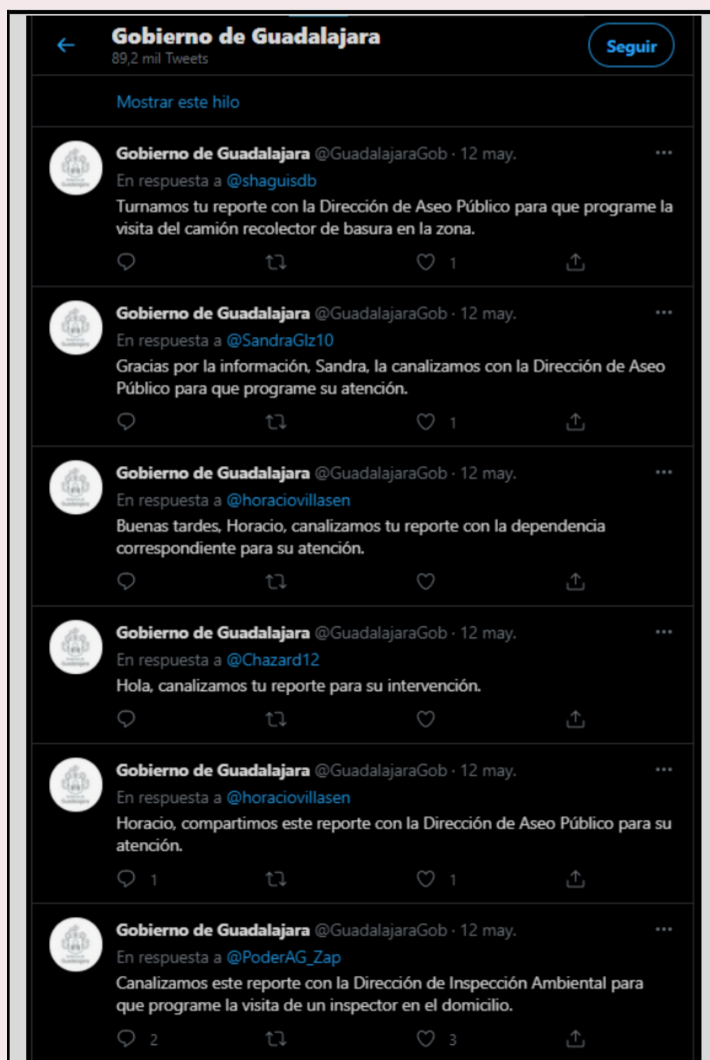 Gobierno de Guadalajara
89,2 mil Tweets
Seguir
Mostrar este hilo
Gobierno de Guadalajara @GuadalajaraGob · 12 may.
En respuesta a @shaguisdb
Turnamos tu reporte con la Dirección de Aseo Público para que programe la
visita del camión recolector de basura en la zona.
1
Gobierno de Guadalajara @GuadalajaraGob · 12 may.
En respuesta a @SandraGlz10
Gracias por la información, Sandra, la canalizamos con la Dirección de Aseo
Público para que programe su atención.
1
Gobierno de Guadalajara @GuadalajaraGob · 12 may.
En respuesta a @horaciovillasen
Buenas tardes, Horacio, canalizamos tu reporte con la dependencia
correspondiente para su atención.
Gobierno de Guadalajara @GuadalajaraGob · 12 may.
En respuesta a @Chazard12
Hola, canalizamos tu reporte para su intervención.
Gobierno de Guadalajara @GuadalajaraGob · 12 may.
En respuesta a @horaciovillasen
Horacio, compartimos este reporte con la Dirección de Aseo Público para su
atención.
1 1
Gobierno de Guadalajara @GuadalajaraGob · 12 may.
En respuesta a @PoderAG_Zap
Canalizamos este reporte con la Dirección de Inspección Ambiental para
que programe la visita de un inspector en el domicilio.
2 3